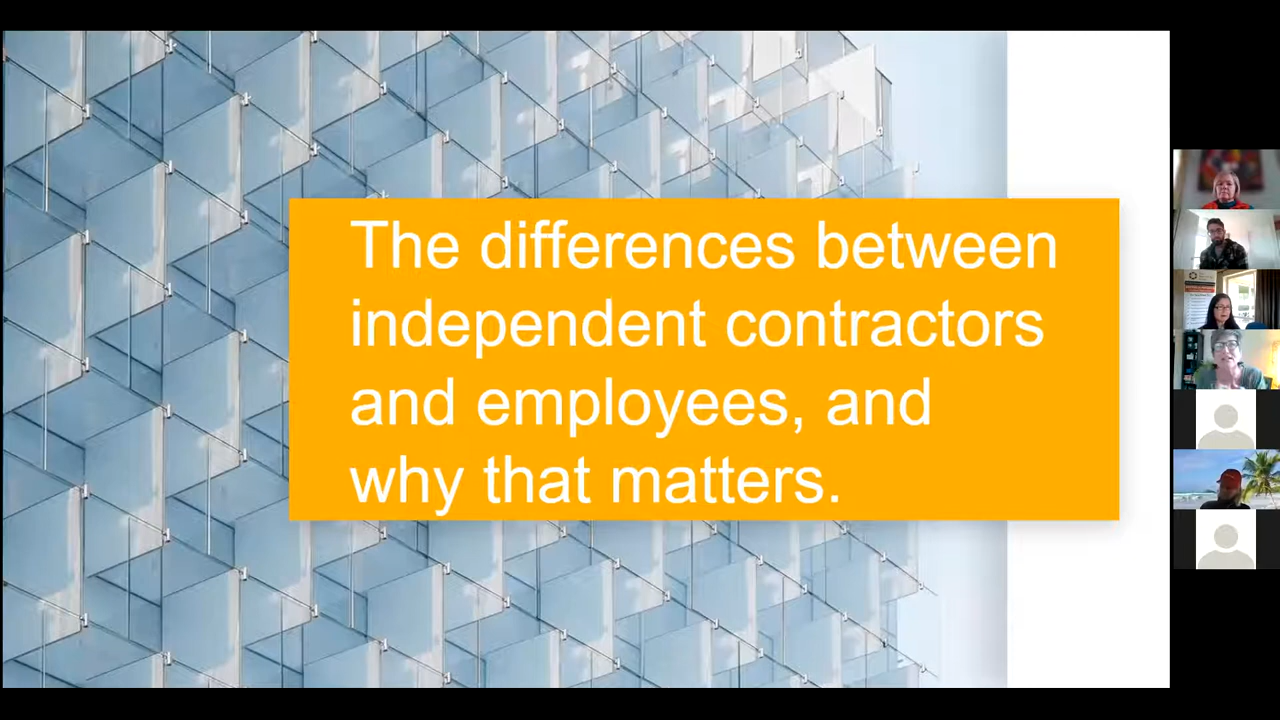 The differences between
independent contractors
and employees, and
why that matters.